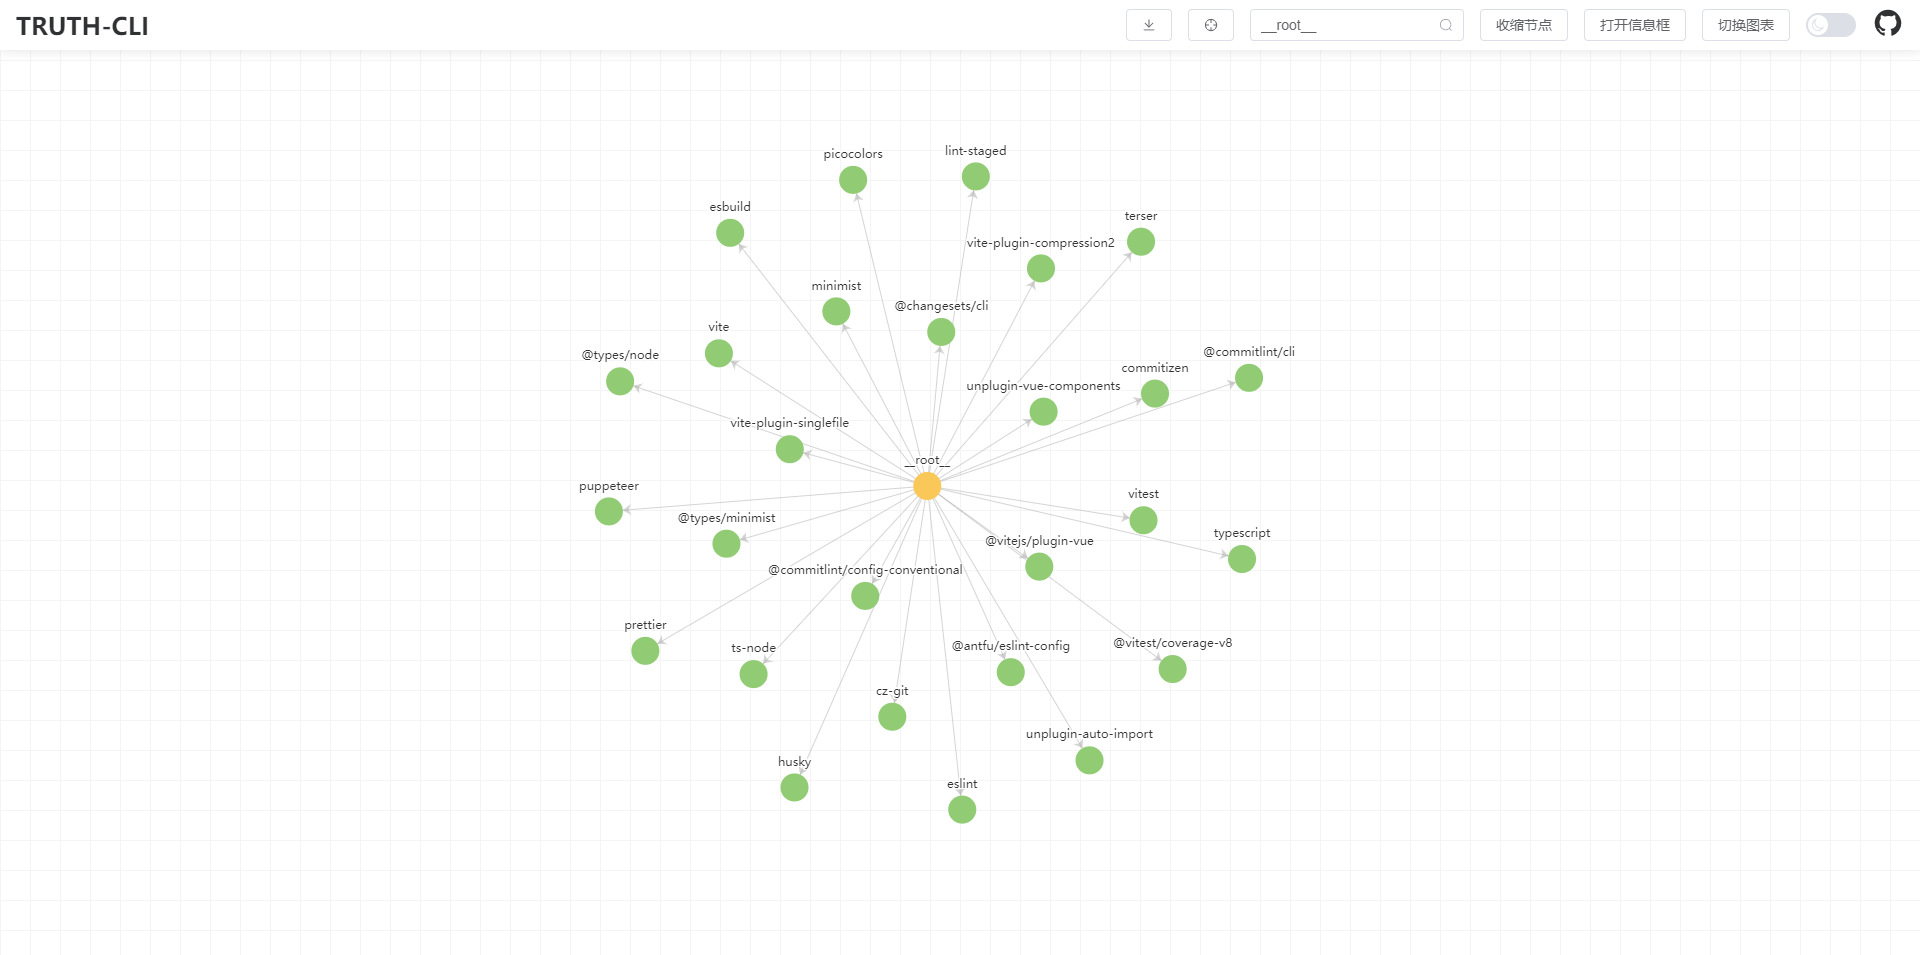 TRUTH-CLI
__root__
收缩节点
打开信息框
切换图表
picocolors
lint-staged
esbuild
terser
vite-plugin-compression2
minimist
@changesets/cli
vite
@types/node
@commitlint/cli
commitizen
unplugin-vue-components
vite-plugin-singlefile
__root__
puppeteer
vitest
@types/minimist
typescript
@vitejs/plugin-vue
@commitlint/config-conventional
prettier
ts-node
@antfu/eslint-config
@vitest/coverage-v8
cz-git
unplugin-auto-import
husky
eslint